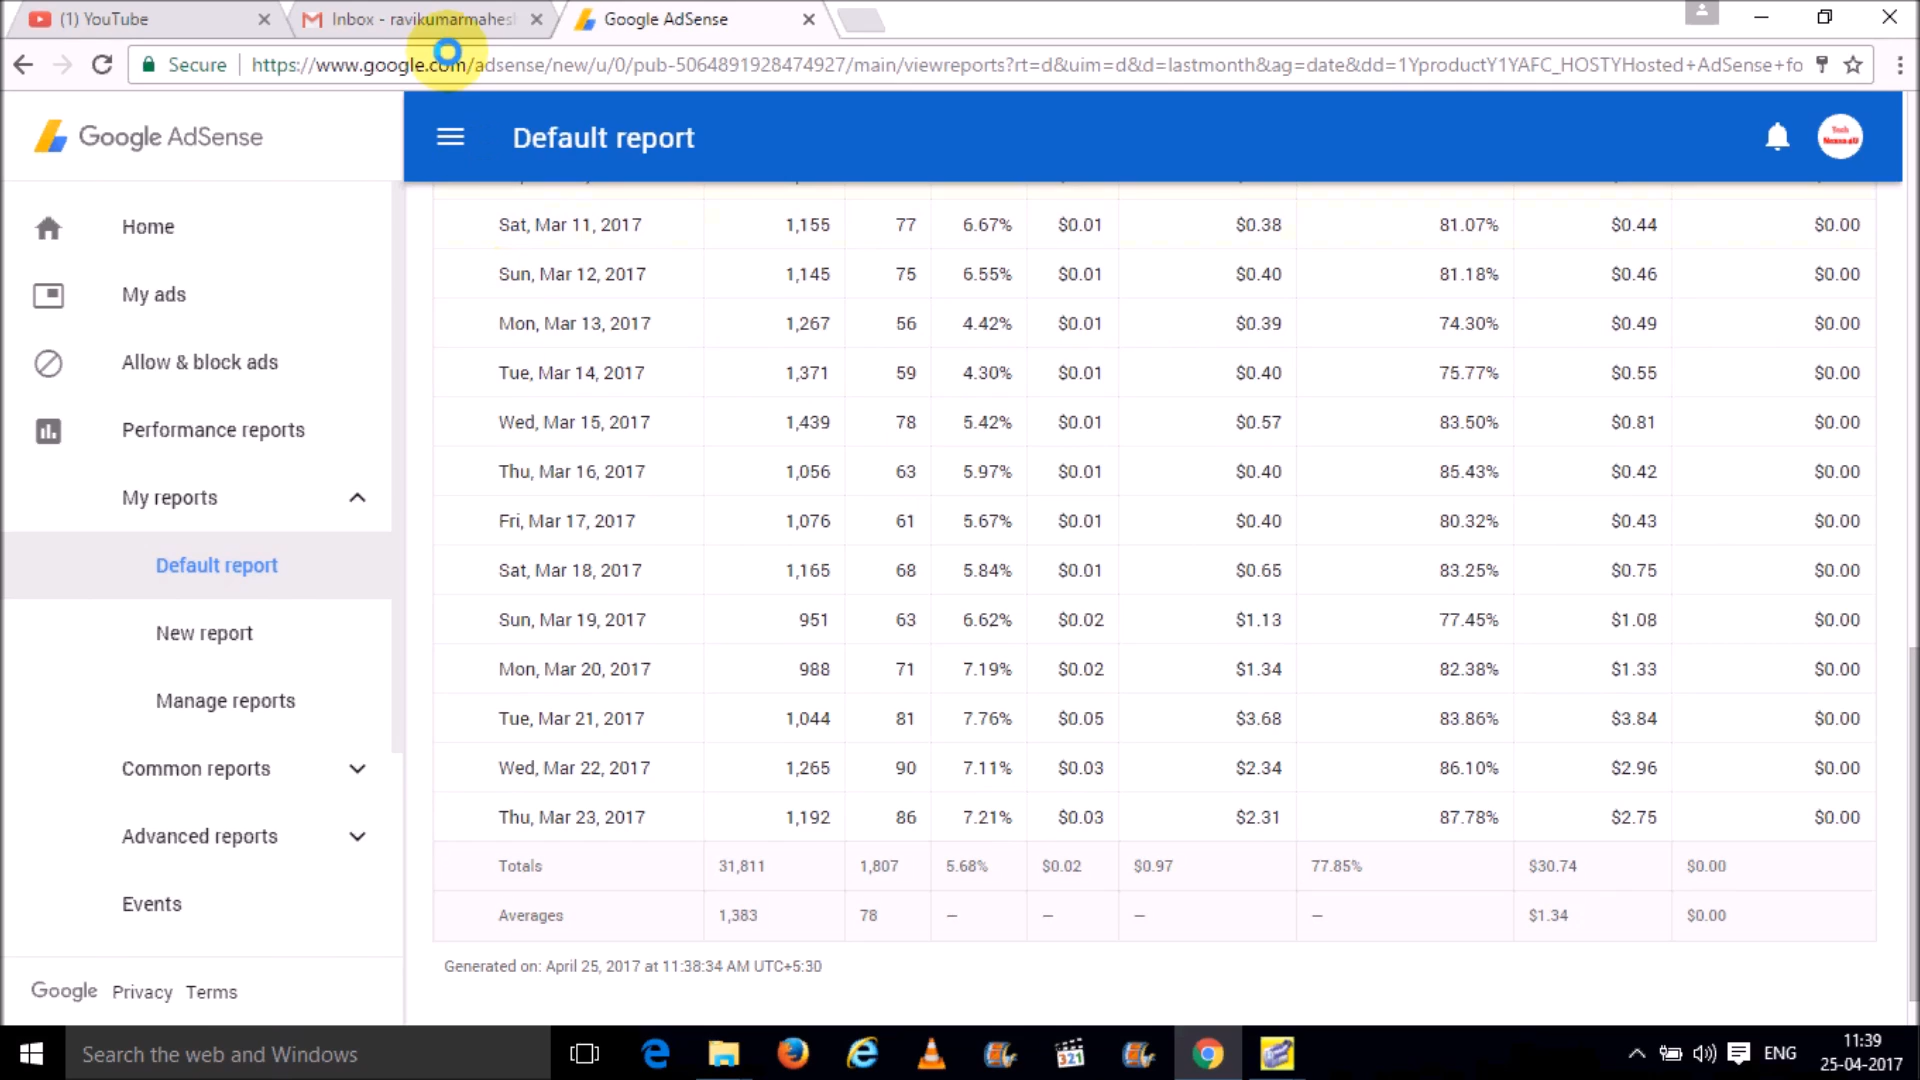 (1) YouTube
Inbox - ravikumarmahesh
Google AdSense
Secure
https://www.google.com/adsense/new/u/0/pub-5064891928474927/main/viewreports?rt=d&uim=d&d=lastmonth&ag=date&dd=1YproductY1YAFC_HOSTYHosted+AdSense+fo
Google AdSense
Default report
Home
My ads
Allow & block ads
Performance reports
My reports
Default report
New report
Manage reports
Common reports
Advanced reports
Events
Google Privacy Terms
Sat, Mar 11, 2017 1,155 77 6.67% $0.01 $0.38 81.07% $0.44 $0.00
Sun, Mar 12, 2017 1,145 75 6.55% $0.01 $0.40 81.18% $0.46 $0.00
Mon, Mar 13, 2017 1,267 56 4.42% $0.01 $0.39 74.30% $0.49 $0.00
Tue, Mar 14, 2017 1,371 59 4.30% $0.01 $0.40 75.77% $0.55 $0.00
Wed, Mar 15, 2017 1,439 78 5.42% $0.01 $0.57 83.50% $0.81 $0.00
Thu, Mar 16, 2017 1,056 63 5.97% $0.01 $0.40 85.43% $0.42 $0.00
Fri, Mar 17, 2017 1,076 61 5.67% $0.01 $0.40 80.32% $0.43 $0.00
Sat, Mar 18, 2017 1,165 68 5.84% $0.01 $0.65 83.25% $0.75 $0.00
Sun, Mar 19, 2017 951 63 6.62% $0.02 $1.13 77.45% $1.08 $0.00
Mon, Mar 20, 2017 988 71 7.19% $0.02 $1.34 82.38% $1.33 $0.00
Tue, Mar 21, 2017 1,044 81 7.76% $0.05 $3.68 83.86% $3.84 $0.00
Wed, Mar 22, 2017 1,265 90 7.11% $0.03 $2.34 86.10% $2.96 $0.00
Thu, Mar 23, 2017 1,192 86 7.21% $0.03 $2.31 87.78% $2.75 $0.00
Totals 31,811 1,807 5.68% $0.02 $0.97 77.85% $30.74 $0.00
Averages 1,383 78 – – – – $1.34 $0.00
Generated on: April 25, 2017 at 11:38:34 AM UTC+5:30
Search the web and Windows
321
ENG
11:39
25-04-2017